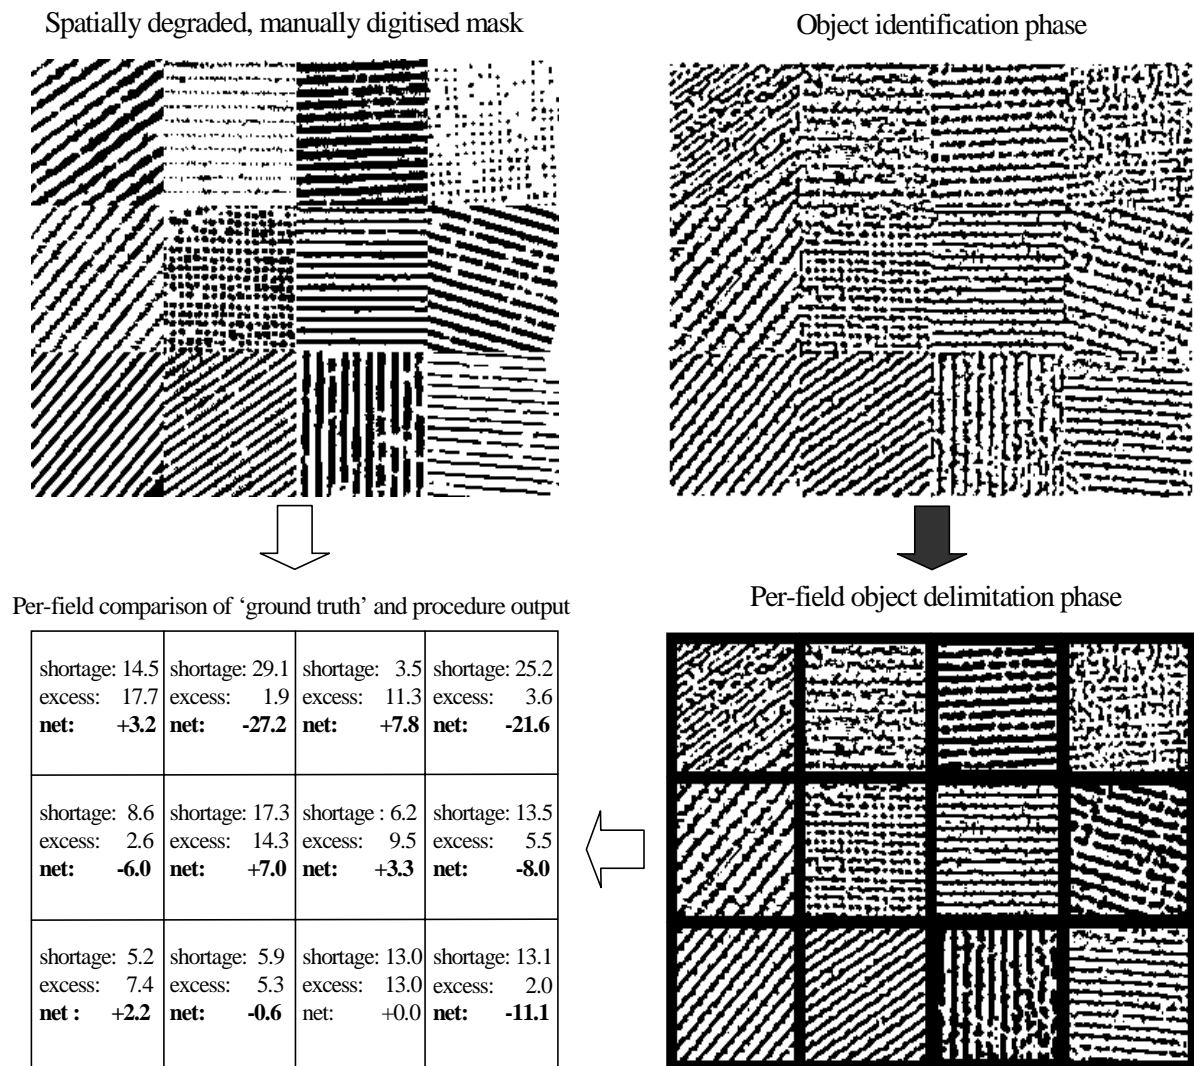 Spatially degraded, manually digitised mask
Object identification phase
Per-field comparison of ‘ground truth’ and procedure output
Per-field object delimitation phase
shortage: 14.5
excess: 17.7
net: +3.2
shortage: 29.1
excess: 1.9
net: -27.2
shortage: 3.5
excess: 11.3
net: +7.8
shortage: 25.2
excess: 3.6
net: -21.6
shortage: 8.6
excess: 2.6
net: -6.0
shortage: 17.3
excess: 14.3
net: +7.0
shortage : 6.2
excess: 9.5
net: +3.3
shortage: 13.5
excess: 5.5
net: -8.0
shortage: 5.2
excess: 7.4
net : +2.2
shortage: 5.9
excess: 5.3
net: -0.6
shortage: 13.0
excess: 13.0
net: +0.0
shortage: 13.1
excess: 2.0
net: -11.1